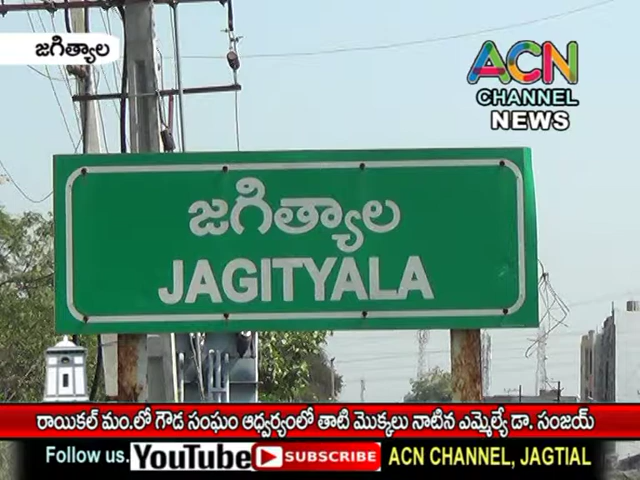 జగిత్యాల
ACN
CHANNEL
NEWS
జగిత్యాల
JAGITYALA
రాయికల్ మం.లో గౌడ సంఘం ఆధ్వర్యంలో తాటి మొక్కలు నాటిన ఎమ్మెల్యే డా. సంజయ్
Follow us. YouTube SUBSCRIBE ACN CHANNEL, JAGTIAL